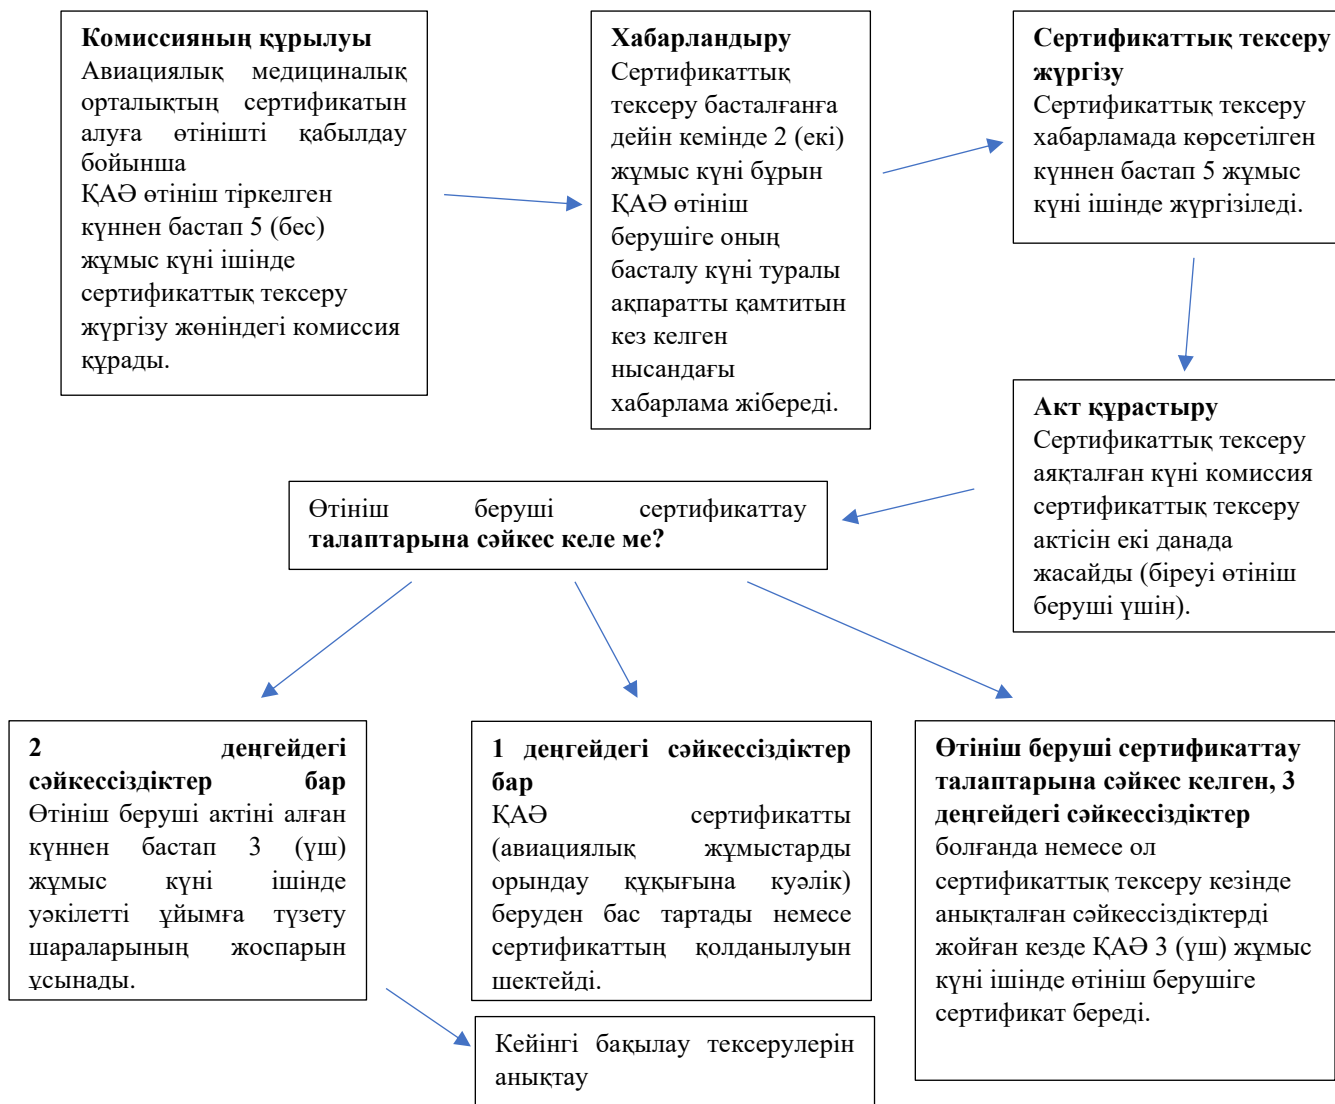 Комиссияның құрылуы
Авиациялық медициналық
орталықтың сертификатын
алуға өтінішті қабылдау
бойынша
ҚАӘ өтініш тіркелген
күннен бастап 5 (бес)
жұмыс күні ішінде
сертификаттық тексеру
жүргізу жөніндегі комиссия
құрады.
Хабарландыру
Сертификаттық
тексеру басталғанға
дейін кемінде 2 (екі)
жұмыс күні бұрын
ҚАӘ өтініш
берушіге оның
басталу күні туралы
ақпаратты қамтитын
кез келген
нысандағы
хабарлама жібереді.
Сертификаттық тексеру
жүргізу
Сертификаттық тексеру
хабарламада көрсетілген
күннен бастап 5 жұмыс
күні ішінде жүргізіледі.
Акт құрастыру
Сертификаттық тексеру
аяқталған күні комиссия
сертификаттық тексеру
актісін екі данада
жасайды (біреуі өтініш
беруші үшін).
Өтініш беруші сертификаттау
талаптарына сәйкес келе ме?
2 деңгейдегі
сәйкессіздіктер бар
Өтініш беруші актіні алған
күннен бастап 3 (үш)
жұмыс күні ішінде
уәкілетті ұйымға түзету
шараларының жоспарын
ұсынады.
1 деңгейдегі сәйкессіздіктер
бар
ҚАӘ сертификатты
(авиациялық жұмыстарды
орындау құқығына куәлік)
беруден бас тартады немесе
сертификаттың қолданылуын
шектейді.
Өтініш беруші сертификаттау
талаптарына сәйкес келген, 3
деңгейдегі сәйкессіздіктер
болғанда немесе ол
сертификаттық тексеру кезінде
анықталған сәйкессіздіктерді
жойған кезде ҚАӘ 3 (үш) жұмыс
күні ішінде өтініш берушіге
сертификат береді.
Кейінгі бақылау тексерулерін
анықтау